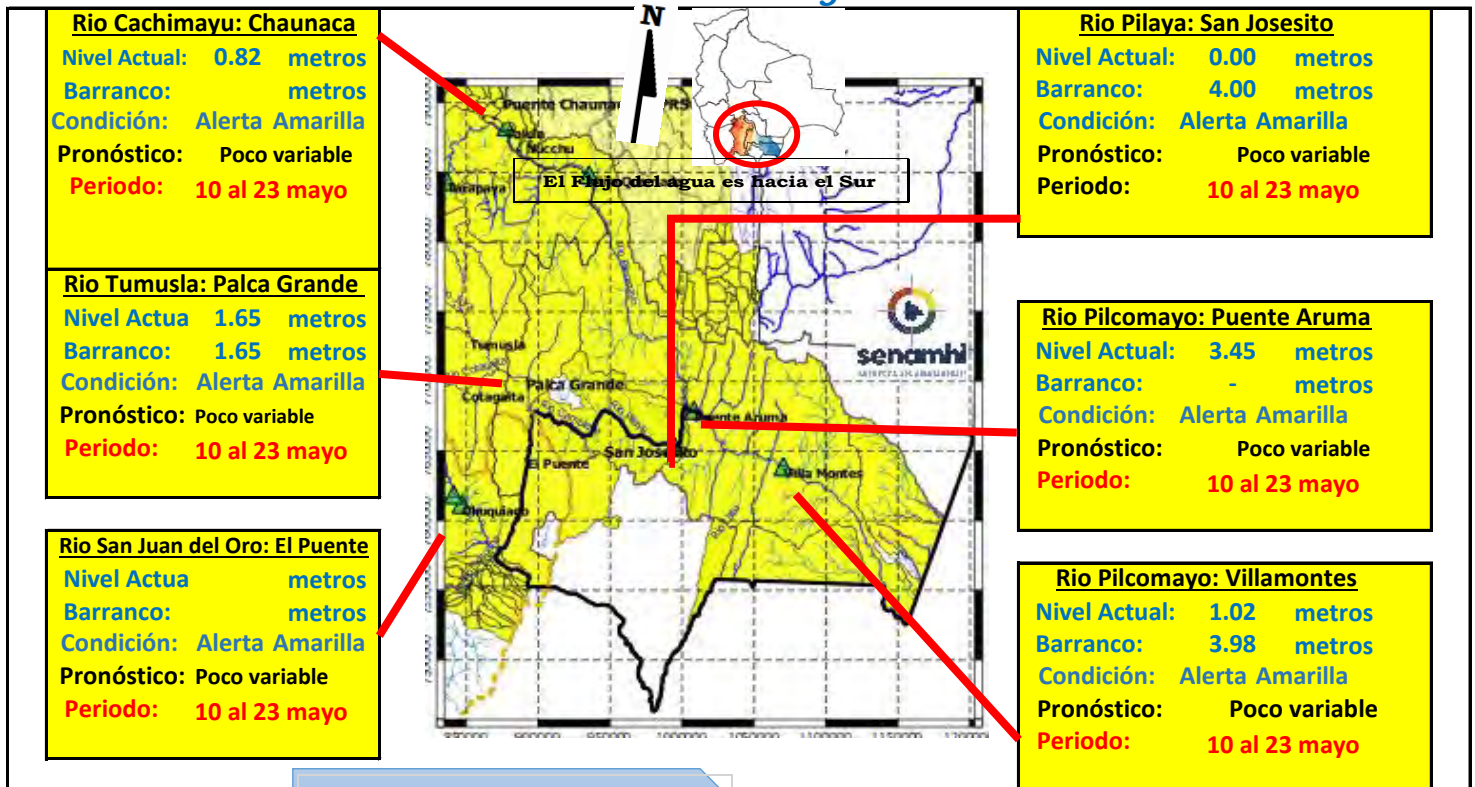 Rio Cachimayu: Chaunaca
Nivel Actual: 0.82 metros
Barranco: metros
Condición: Alerta Amarilla
Pronóstico: Poco variable
Periodo: 10 al 23 mayo
Rio Tumusla: Palca Grande
Nivel Actua 1.65 metros
Barranco: 1.65 metros
Condición: Alerta Amarilla
Pronóstico: Poco variable
Periodo: 10 al 23 mayo
Rio San Juan del Oro: El Puente
Nivel Actua metros
Barranco: metros
Condición: Alerta Amarilla
Pronóstico: Poco variable
Periodo: 10 al 23 mayo
N
Puente Chauna
Nucchu
El Flujo del agua es hacia el Sur
Tarapaya
senamhi
Tumusla
Palca Grande
Cotagaita
Puente Aruma
San Josesito
El Puente
Villa Montes
Chuquiago
900000
1000000
1050000
1100000
1150000
Rio Pilaya: San Josesito
Nivel Actual: 0.00 metros
Barranco: 4.00 metros
Condición: Alerta Amarilla
Pronóstico: Poco variable
Periodo: 10 al 23 mayo
Rio Pilcomayo: Puente Aruma
Nivel Actual: 3.45 metros
Barranco: - metros
Condición: Alerta Amarilla
Pronóstico: Poco variable
Periodo: 10 al 23 mayo
Rio Pilcomayo: Villamontes
Nivel Actual: 1.02 metros
Barranco: 3.98 metros
Condición: Alerta Amarilla
Pronóstico: Poco variable
Periodo: 10 al 23 mayo